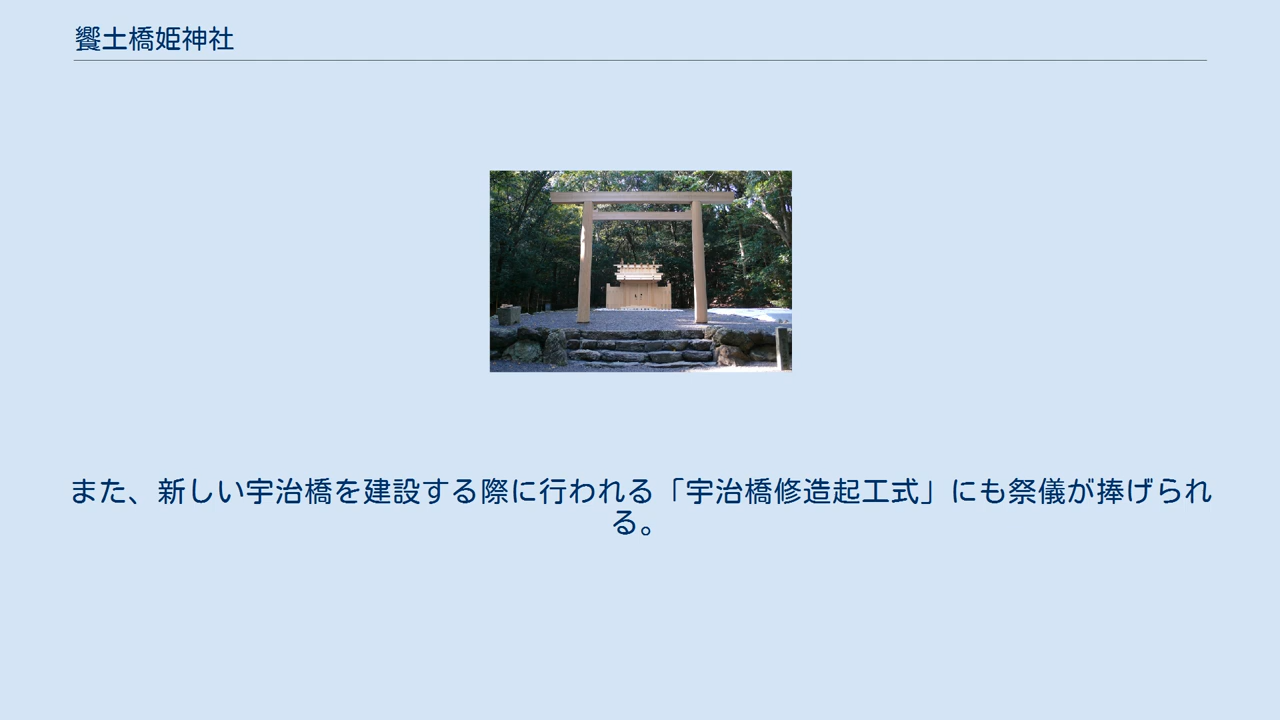 饗土橋姫神社
また、新しい宇治橋を建設する際に行われる「宇治橋修造起工式」にも祭儀が捧げられ
る。